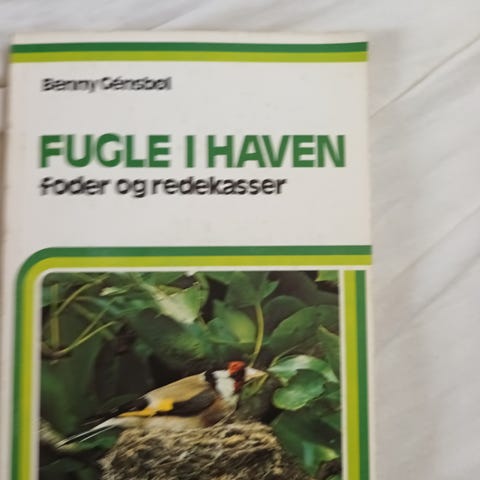 Benny Génsbøl
FUGLE I HAVEN
foder og redekasser